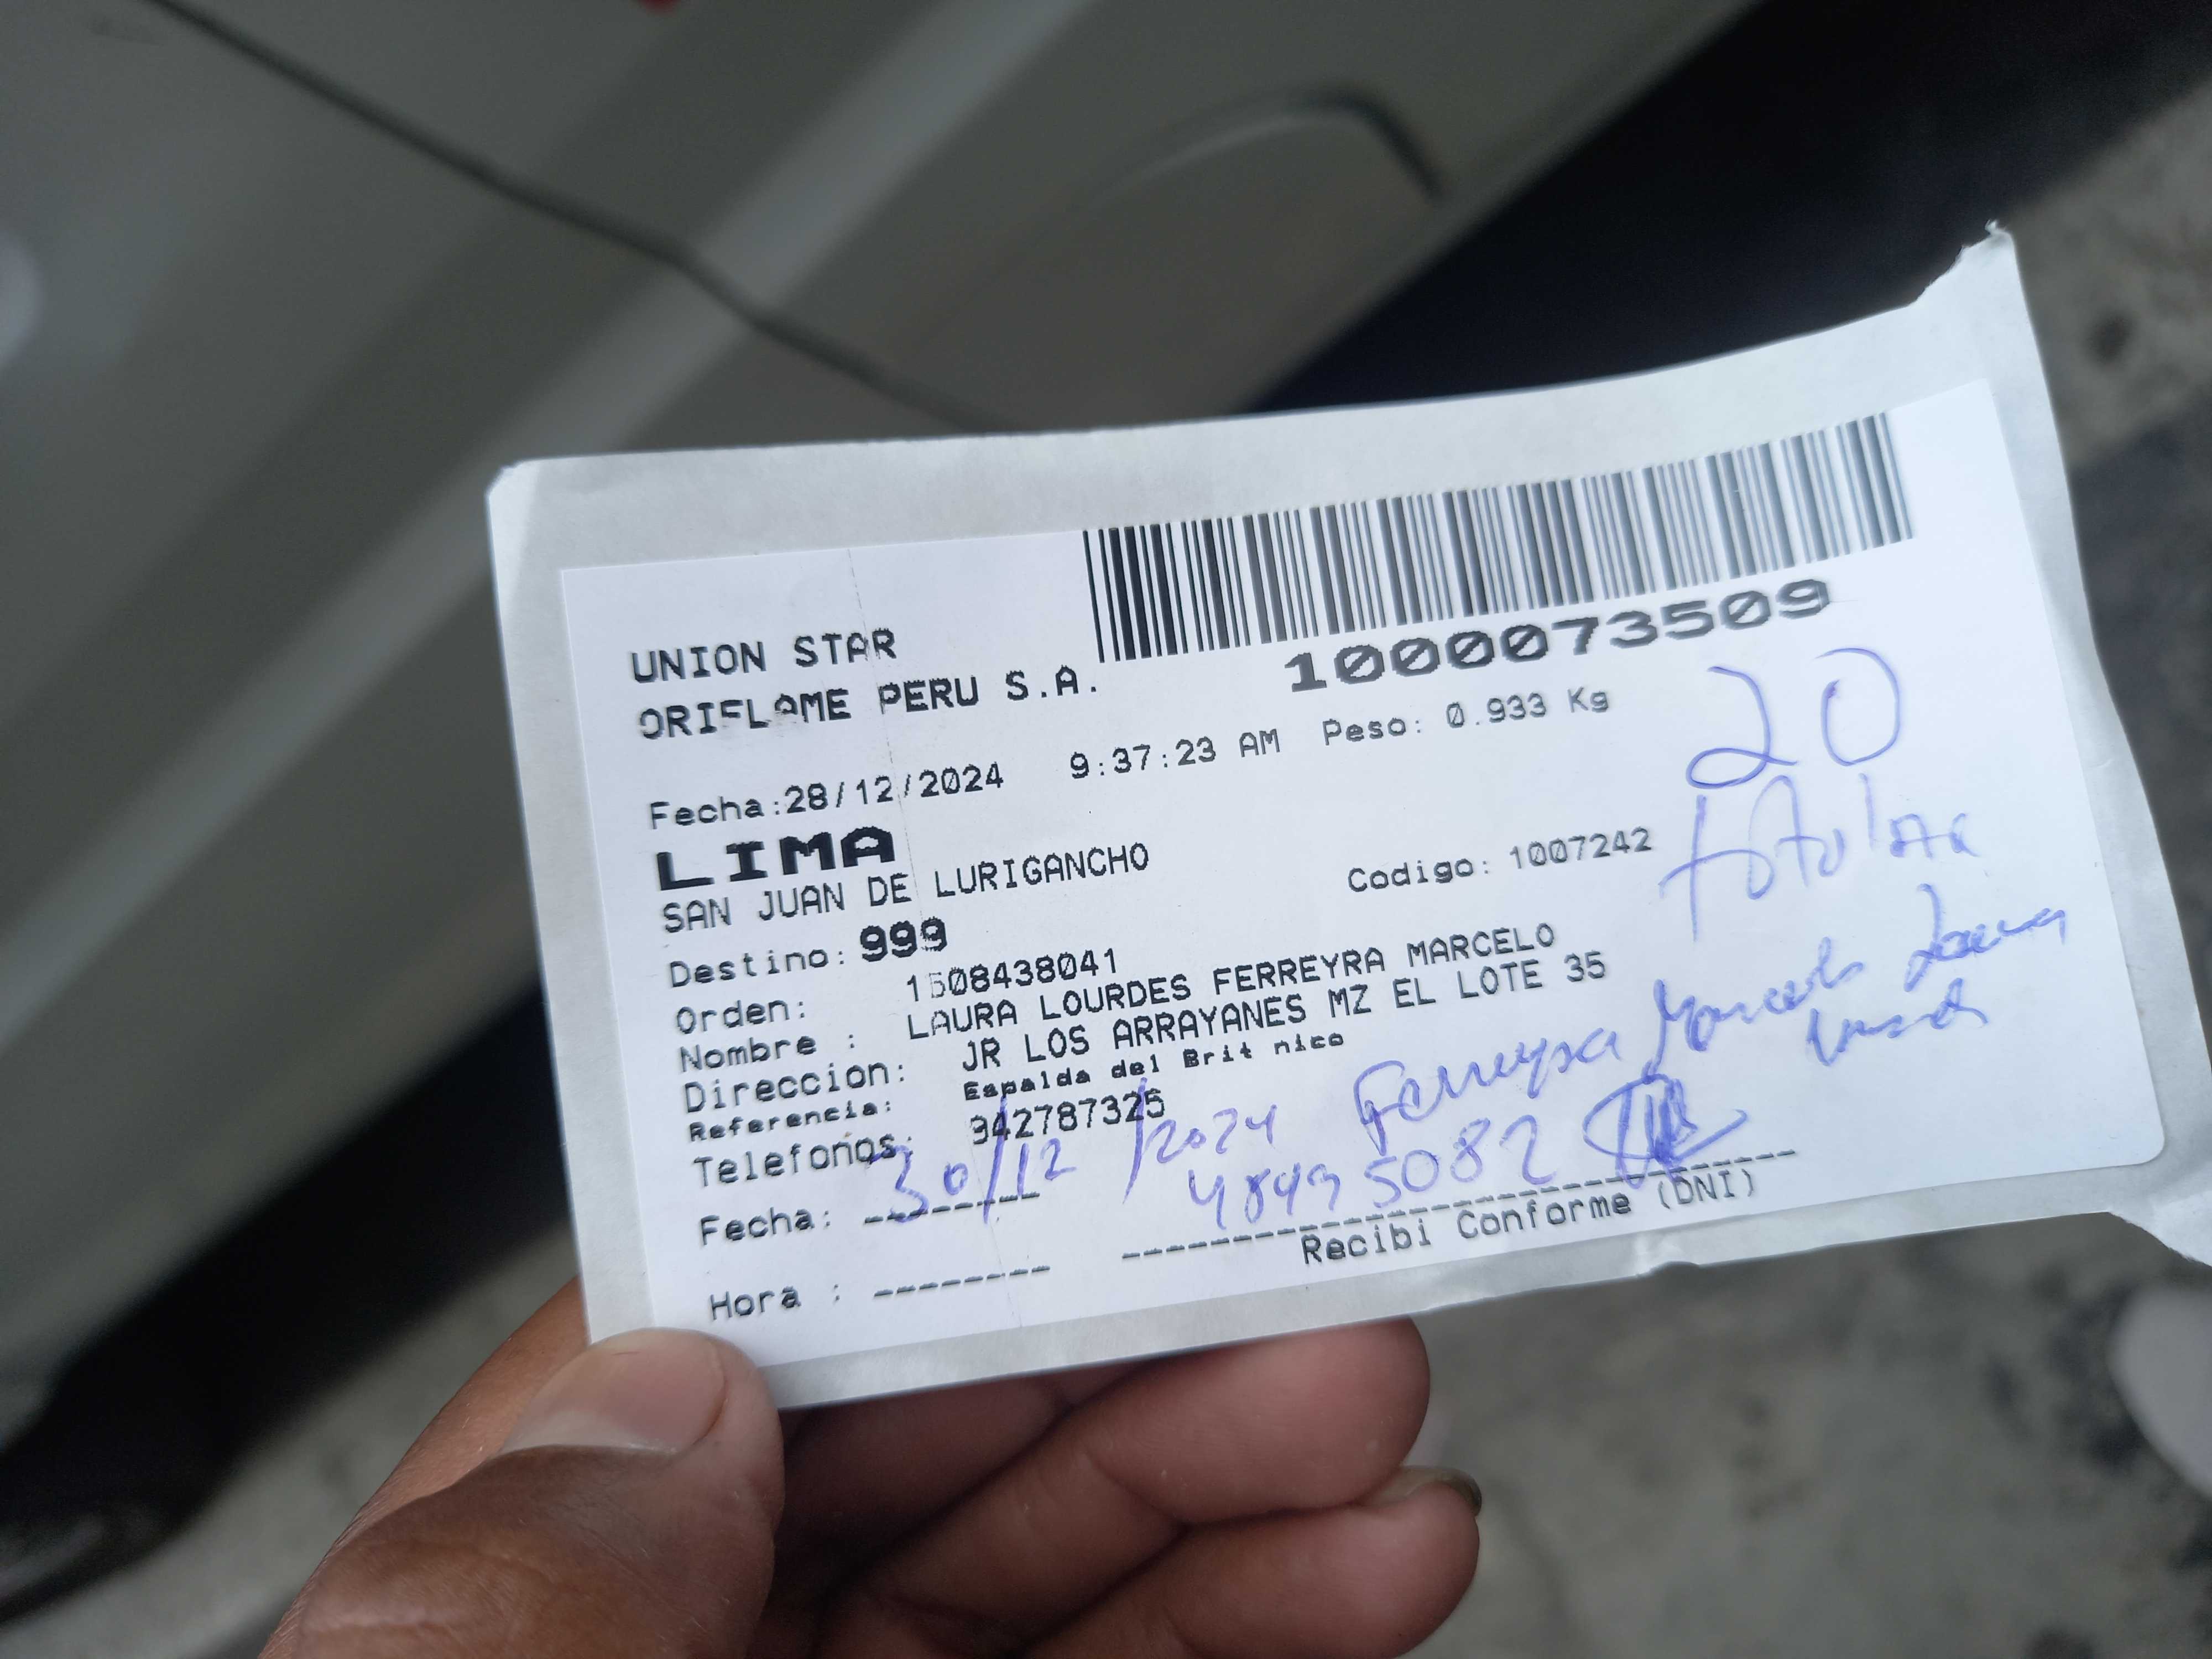 UNION STAR
ORIFLAME PERU S.A.
1000073509
Fecha:28/12/2024 9:37:23 AM Peso: 0.933 Kg
20
LIMA
SAN JUAN DE LURIGANCHO
Codigo: 1007242
Destino: 999
Orden: 1508438041
Nombre : LAURA LOURDES FERREYRA MARCELO
Direccion: JR LOS ARRAYANES MZ EL LOTE 35
Referencia: Espalda del Brit nico
Telefonos: 942787325
Ferreyra Marcelo Laura
Fecha: 30/12/2024
Hora :
Recibi Conforme (DNI)